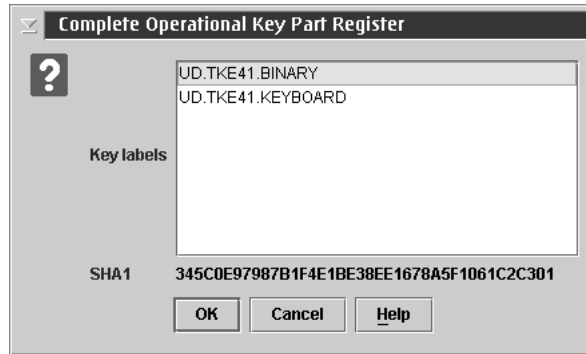 Complete Operational Key Part Register
UD.TKE41.BINARY
UD.TKE41.KEYBOARD
Key labels
SHA1 345C0E97987B1F4E1BE38EE1678A5F1061C2C301
OK Cancel Help